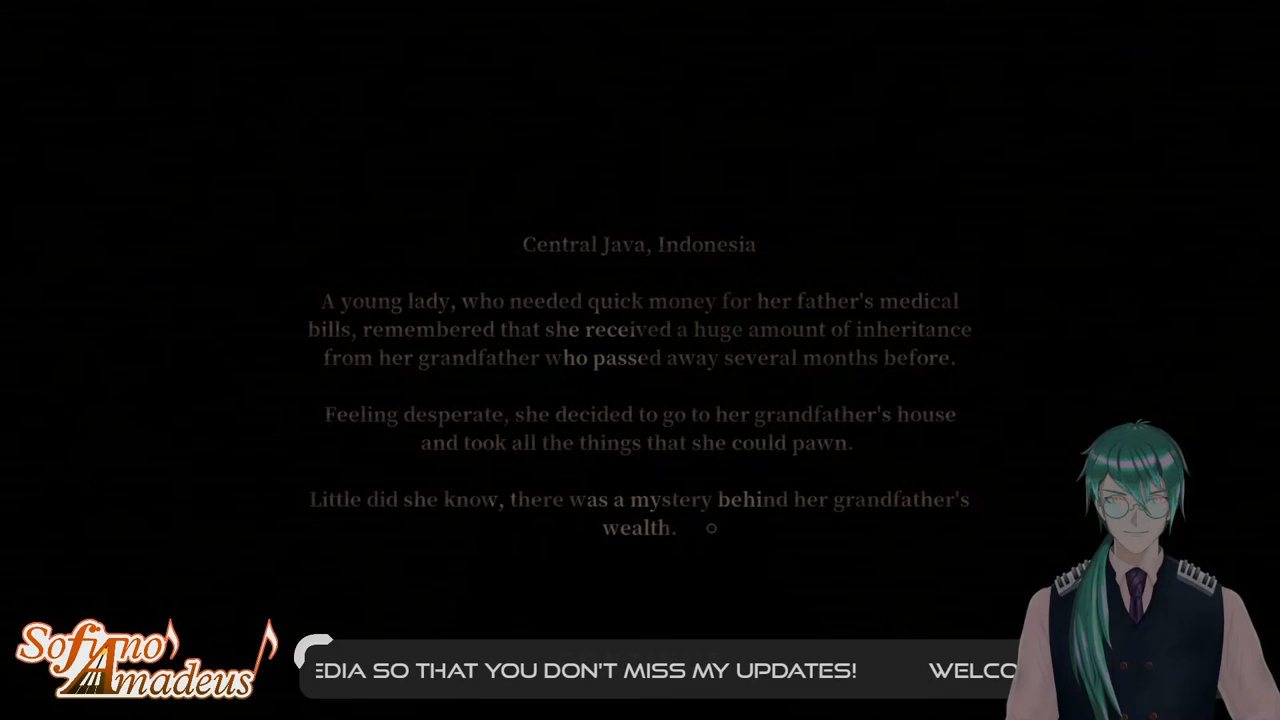 Central Java, Indonesia
A young lady, who needed quick money for her father's medical
bills, remembered that she received a huge amount of inheritance
from her grandfather who passed away several months before.
Feeling desperate, she decided to go to her grandfather's house
and took all the things that she could pawn.
Little did she know, there was a mystery behind her grandfather's
wealth.
Sofiano
Amadeus
EDIA SO THAT YOU DON'T MISS MY UPDATES! WELCO